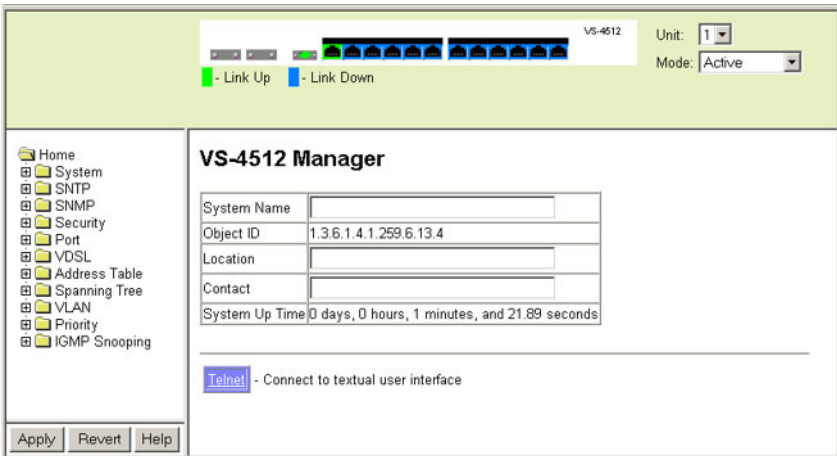 VS-4512
Unit: 1
Mode: Active
- Link Up - Link Down
Home
System
SNTP
SNMP
Security
Port
VDSL
Address Table
Spanning Tree
VLAN
Priority
IGMP Snooping
Apply Revert Help
VS-4512 Manager
System Name
Object ID 1.3.6.1.4.1.259.6.13.4
Location
Contact
System Up Time 0 days, 0 hours, 1 minutes, and 21.89 seconds
Telnet - Connect to textual user interface